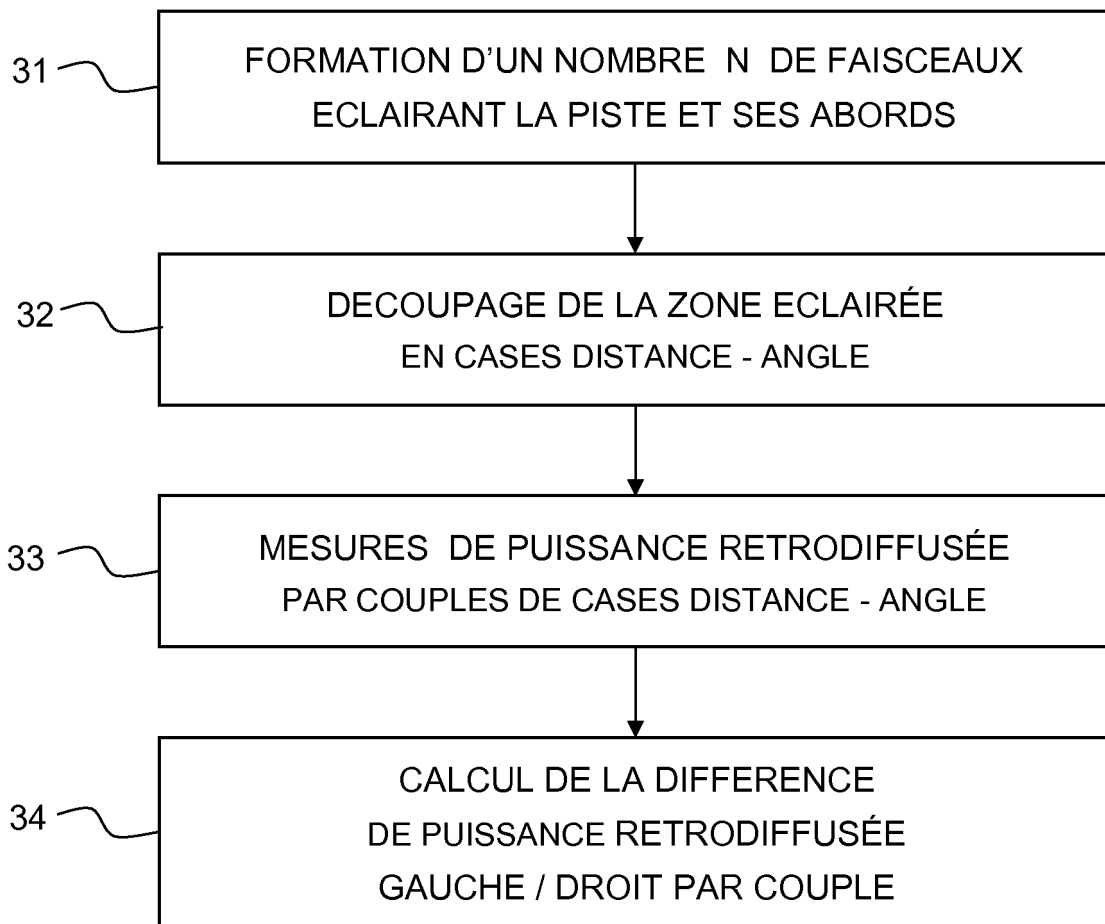 31
FORMATION D'UN NOMBRE N DE FAISCEAUX
ECLAIRANT LA PISTE ET SES ABORDS
32
DECOUPAGE DE LA ZONE ECLAIRÉE
EN CASES DISTANCE - ANGLE
33
MESURES DE PUISSANCE RETRODIFFUSÉE
PAR COUPLES DE CASES DISTANCE - ANGLE
34
CALCUL DE LA DIFFERENCE
DE PUISSANCE RETRODIFFUSÉE
GAUCHE / DROIT PAR COUPLE